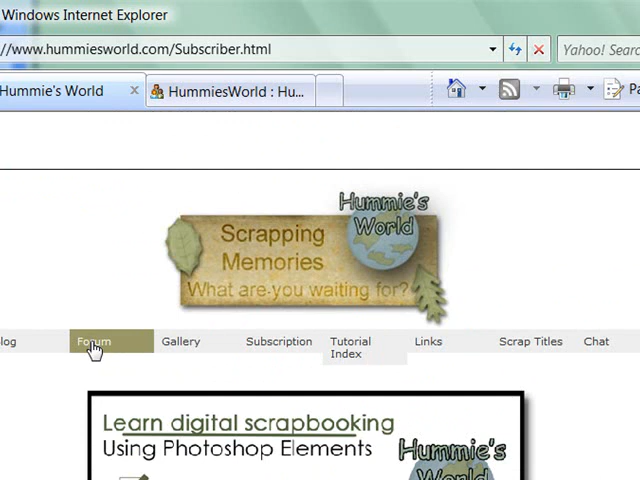 Windows Internet Explorer
//www.hummiesworld.com/Subscriber.html
Yahoo! Searc
Hummie's World
HummiesWorld : Hu...
Pa
Hummie's
World
Scrapping
Memories
What are you waiting for?
log
Forum
Gallery
Subscription
Tutorial
Index
Links
Scrap Titles
Chat
Learn digital scrapbooking
Using Photoshop Elements
Hummie's
World